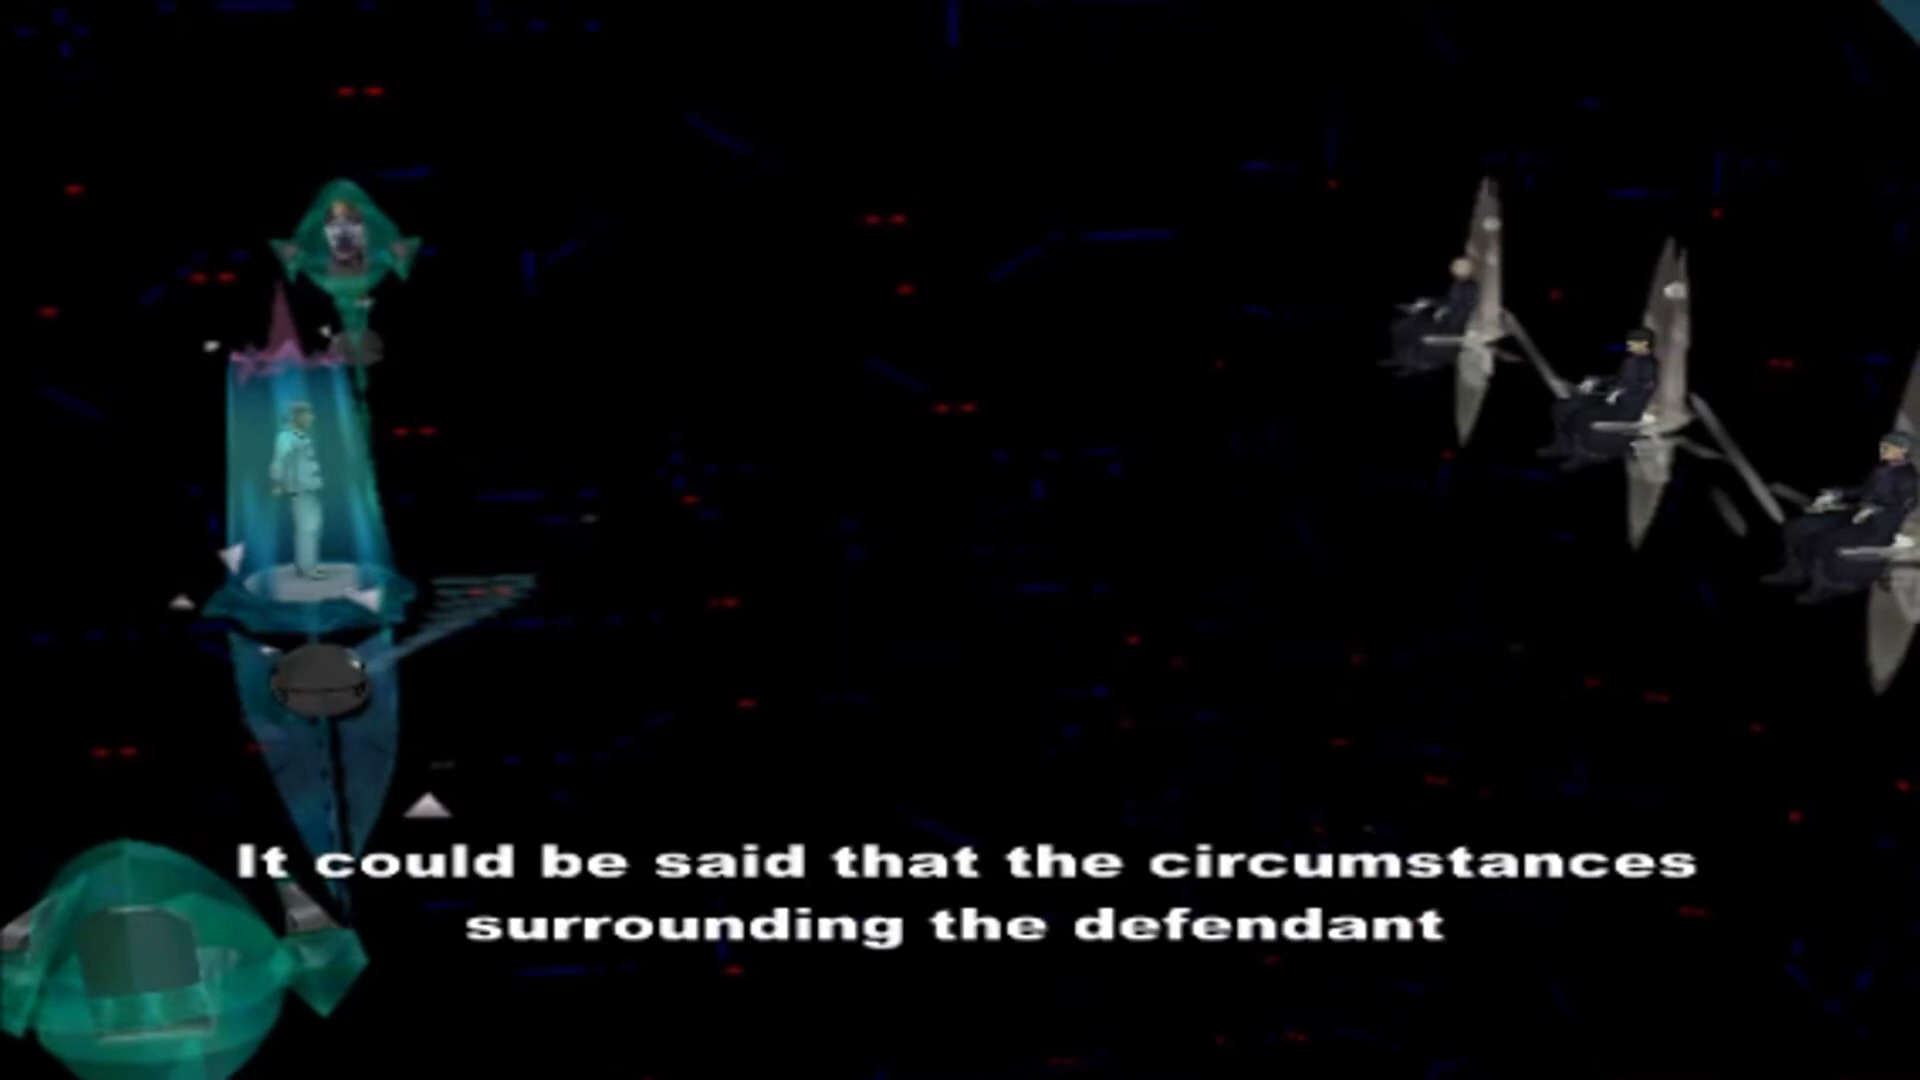 It could be said that the circumstances
surrounding the defendant